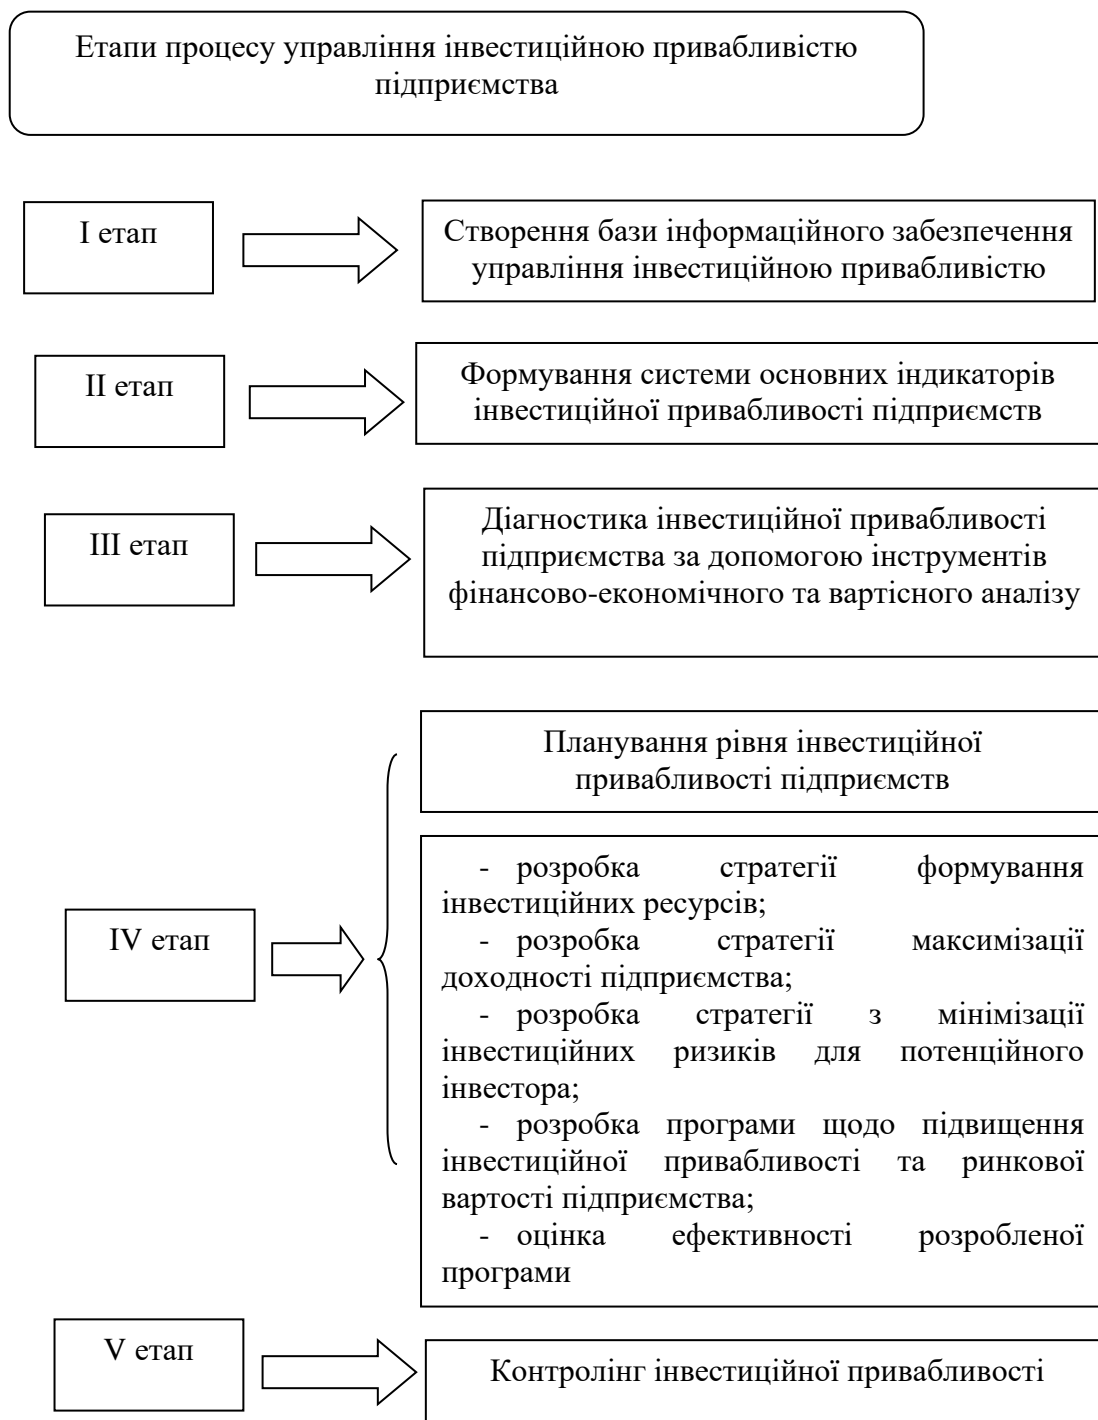 Етапи процесу управління інвестиційною привабливістю
підприємства
І етап
Створення бази інформаційного забезпечення
управління інвестиційною привабливістю
ІІ етап
Формування системи основних індикаторів
інвестиційної привабливості підприємств
ІІІ етап
Діагностика інвестиційної привабливості
підприємства за допомогою інструментів
фінансово-економічного та вартісного аналізу
Планування рівня інвестиційної
привабливості підприємств
IV етап
- розробка стратегії формування
інвестиційних ресурсів;
- розробка стратегії максимізації
доходності підприємства;
- розробка стратегії з мінімізації
інвестиційних ризиків для потенційного
інвестора;
- розробка програми щодо підвищення
інвестиційної привабливості та ринкової
вартості підприємства;
- оцінка ефективності розробленої
програми
V етап
Контролінг інвестиційної привабливості